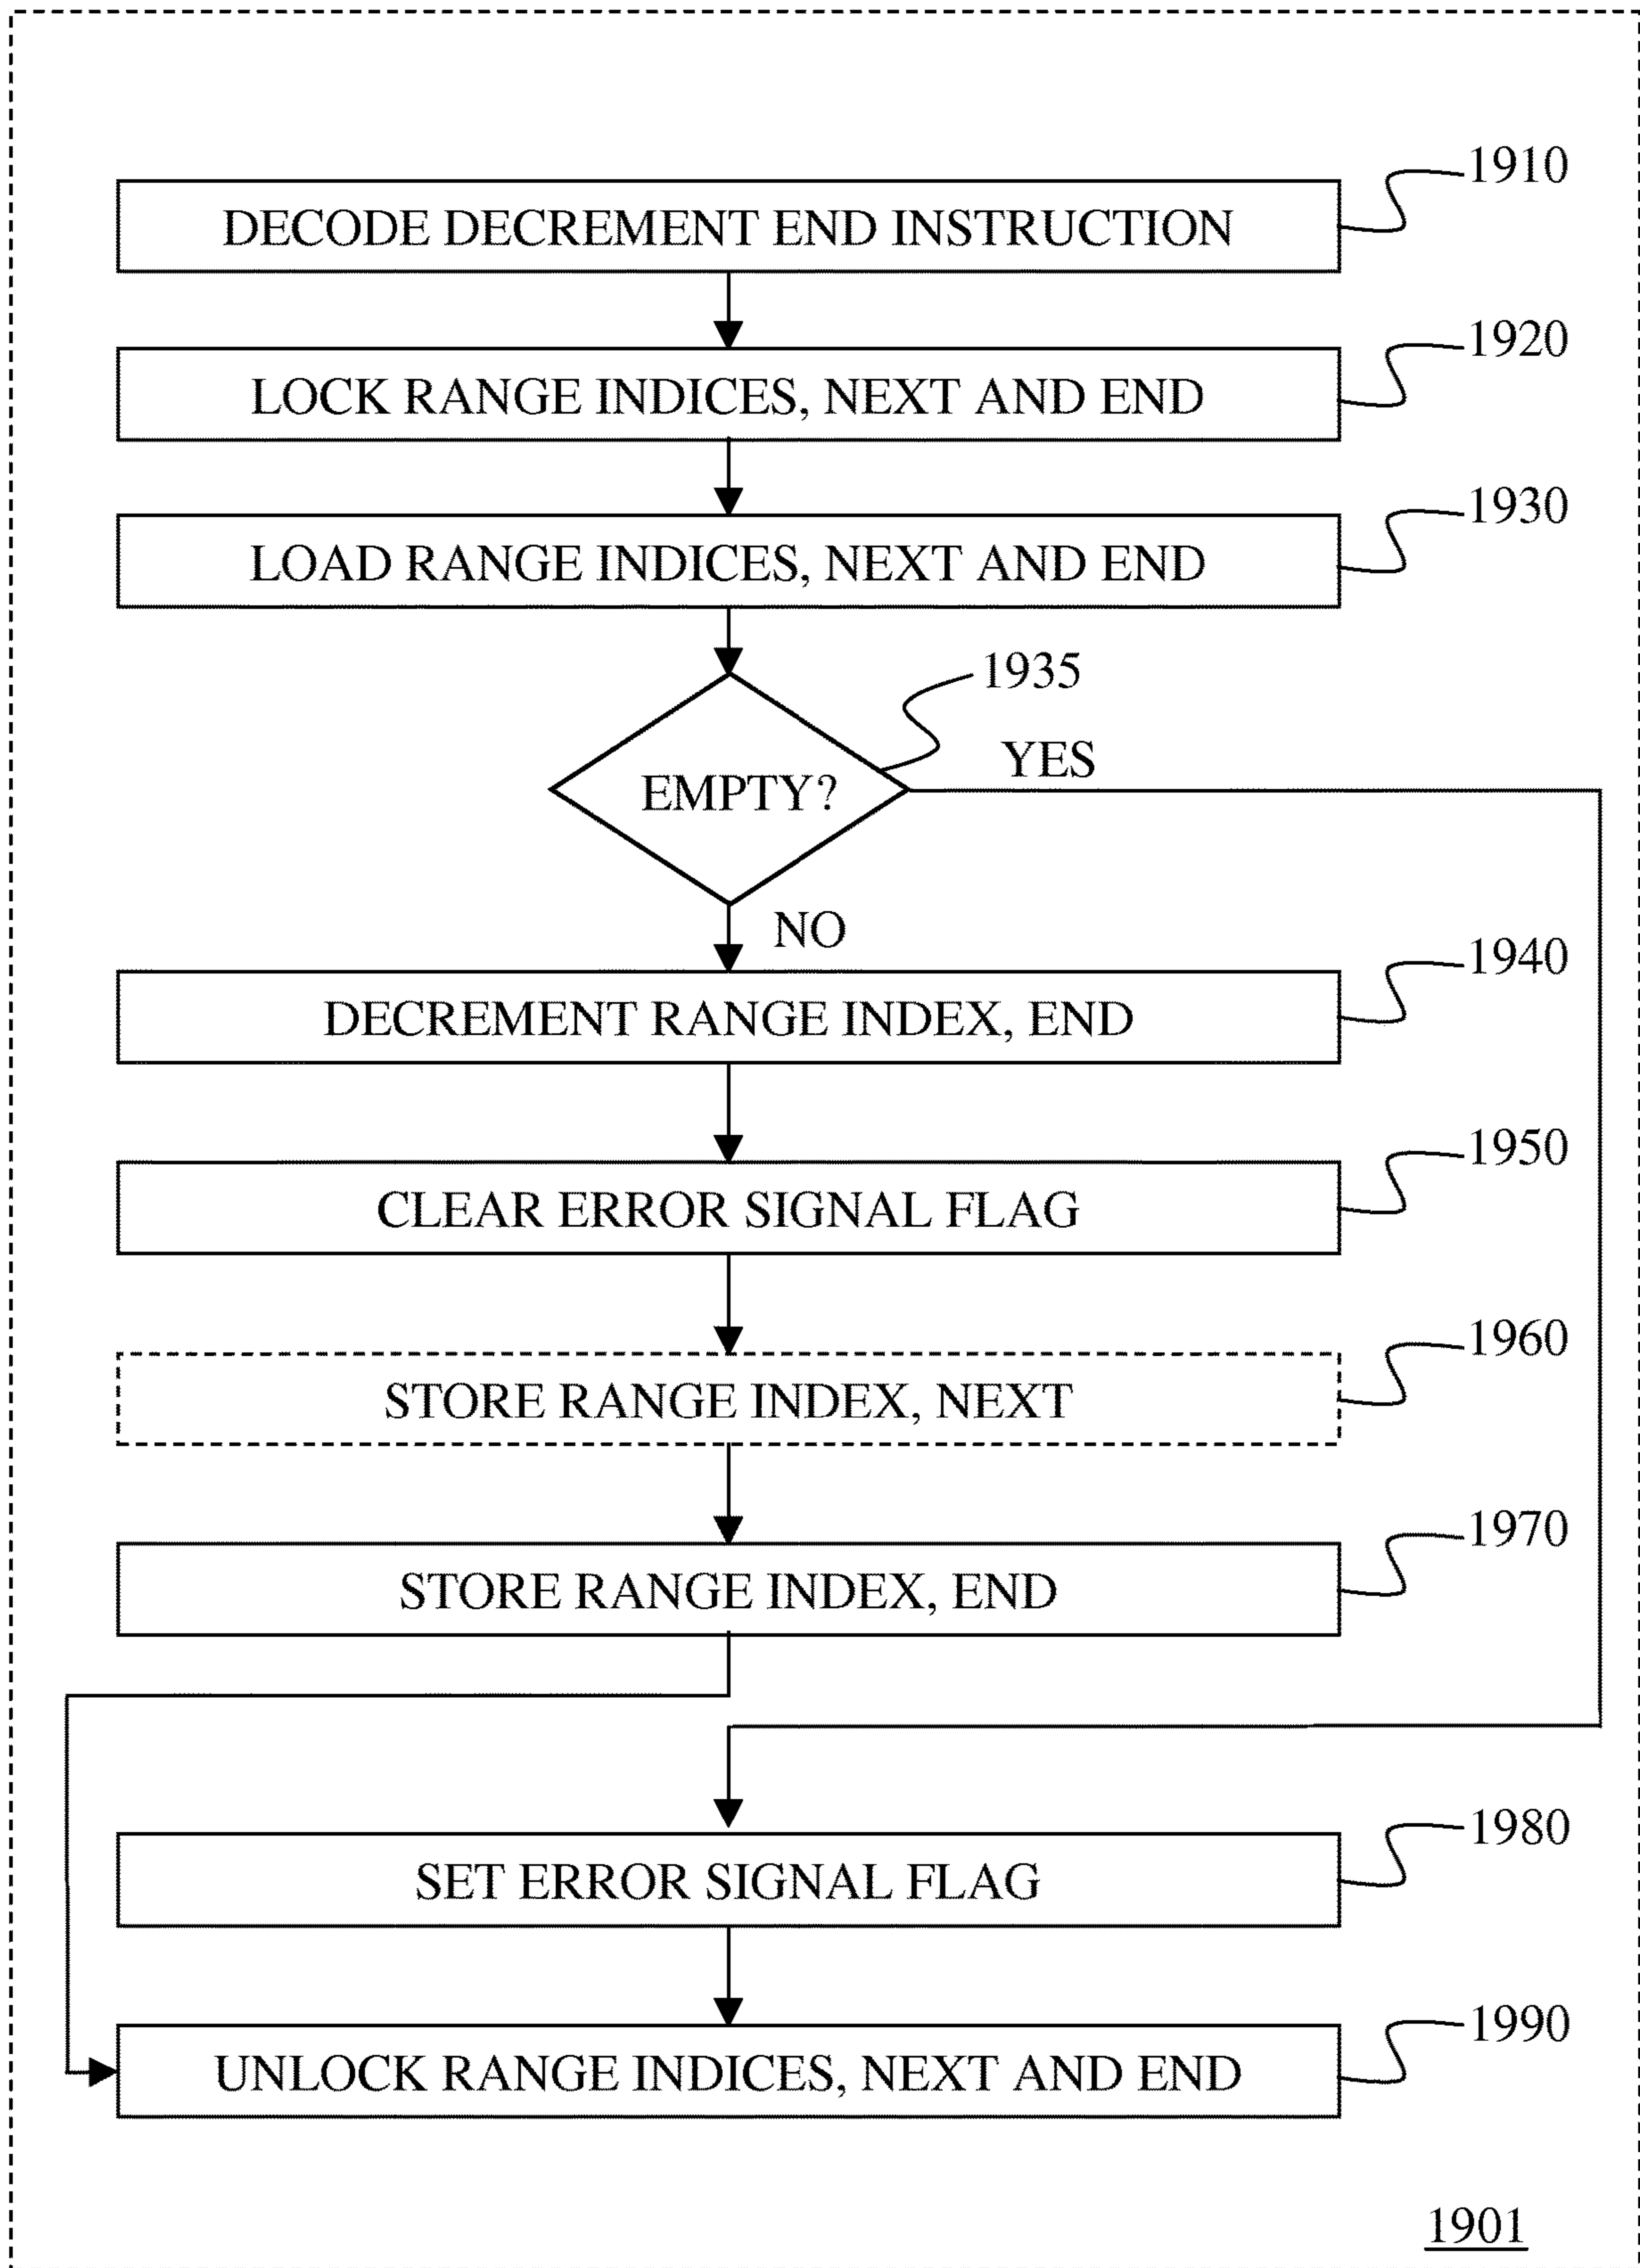 1910
DECODE DECREMENT END INSTRUCTION
1920
LOCK RANGE INDICES, NEXT AND END
1930
LOAD RANGE INDICES, NEXT AND END
1935
YES
EMPTY?
NO
1940
DECREMENT RANGE INDEX, END
1950
CLEAR ERROR SIGNAL FLAG
1960
STORE RANGE INDEX, NEXT
1970
STORE RANGE INDEX, END
1980
SET ERROR SIGNAL FLAG
1990
UNLOCK RANGE INDICES, NEXT AND END
1901